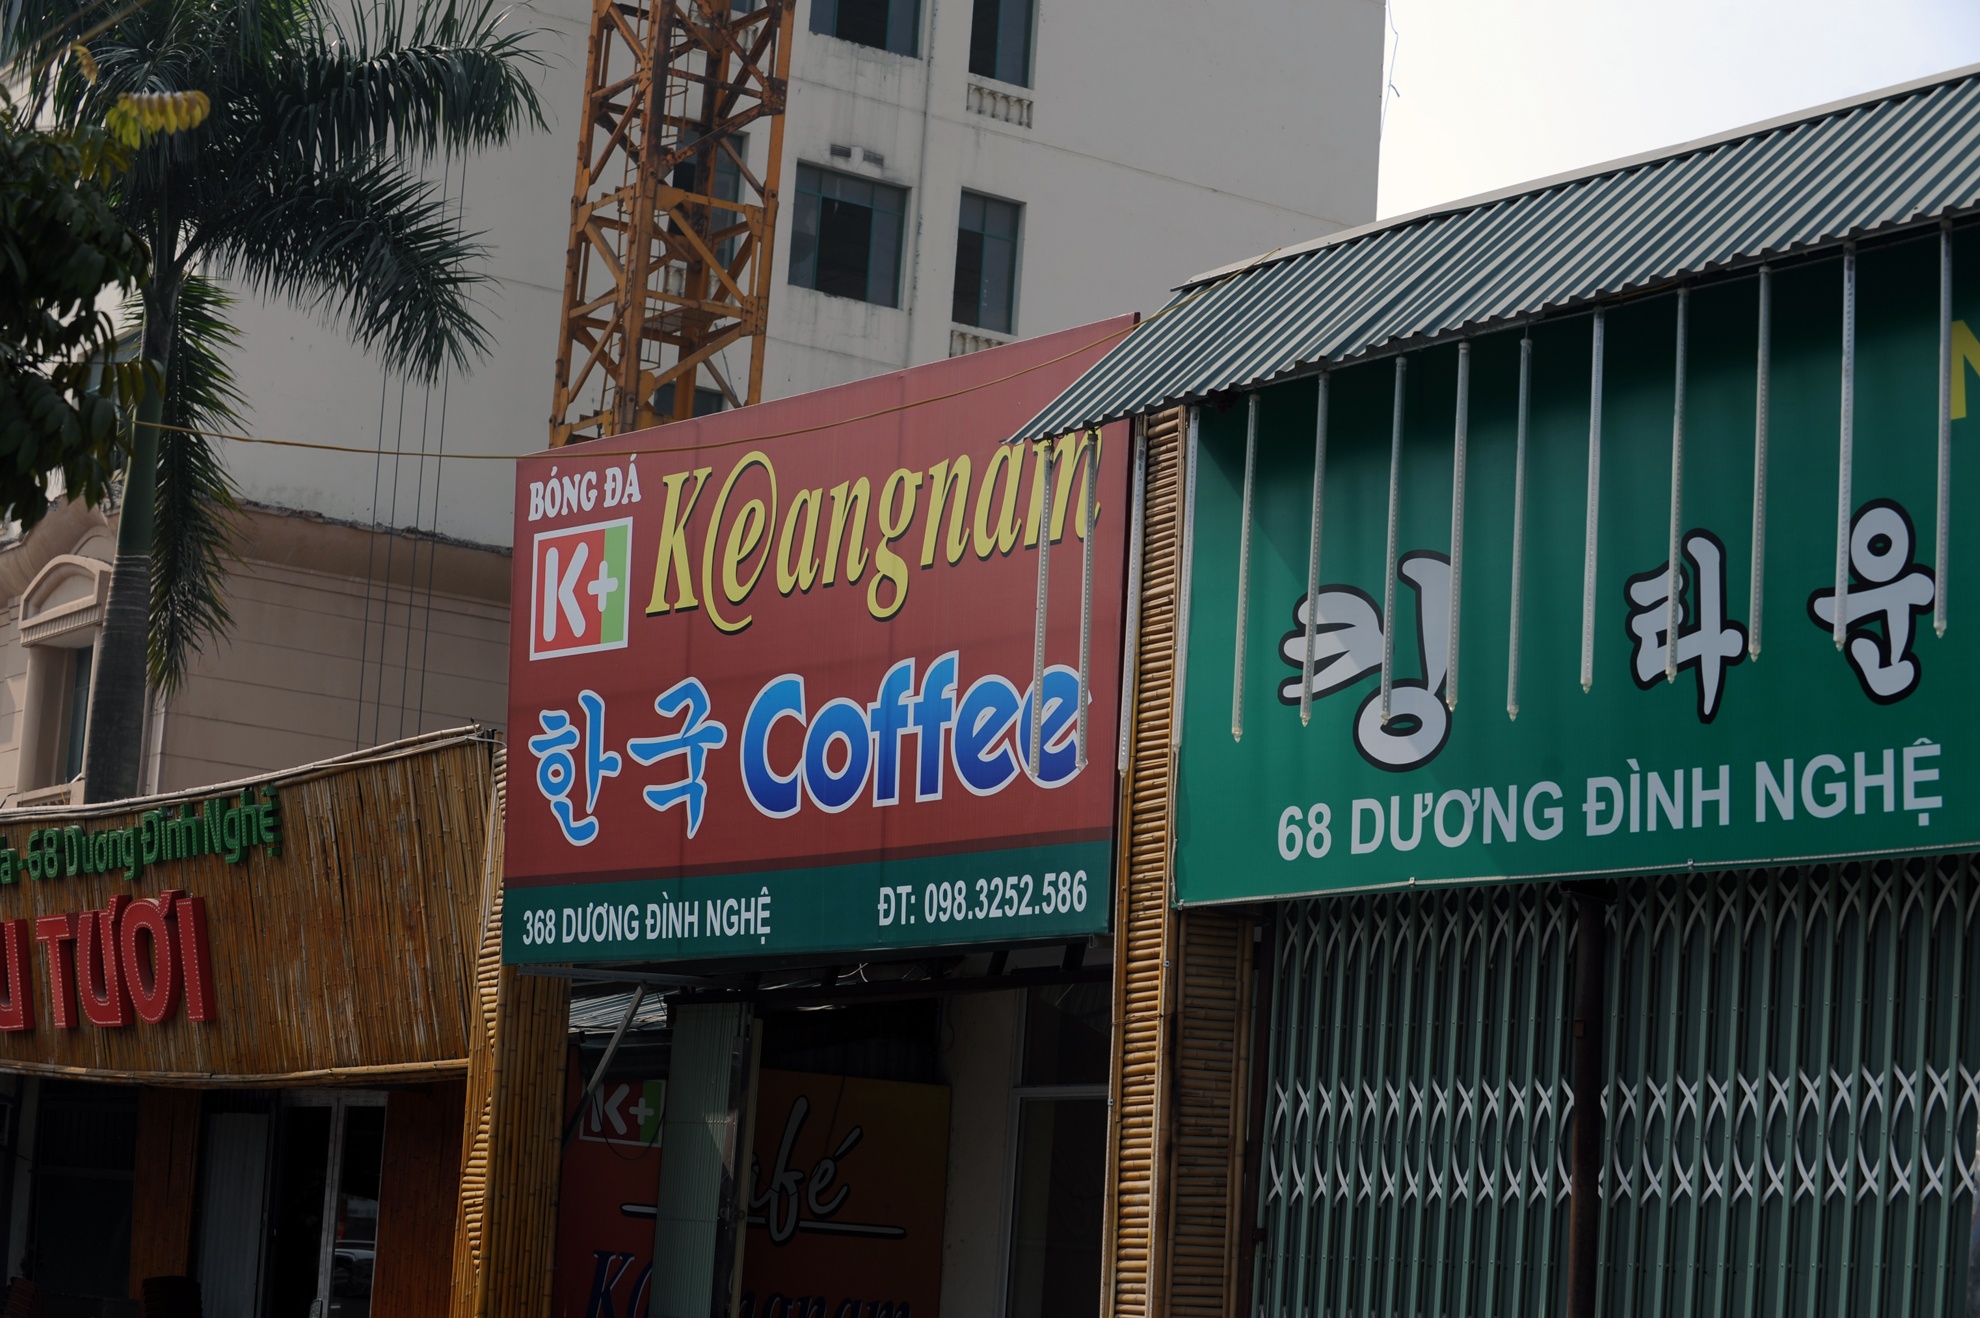 68 Dương Đình Nghệ
TƯƠI
BÓNG ĐÁ
K+
K@angnam
한국 Coffee
368 DƯƠNG ĐÌNH NGHỆ
ĐT: 098.3252.586
킹 타운
68 DƯƠNG ĐÌNH NGHỆ
K+